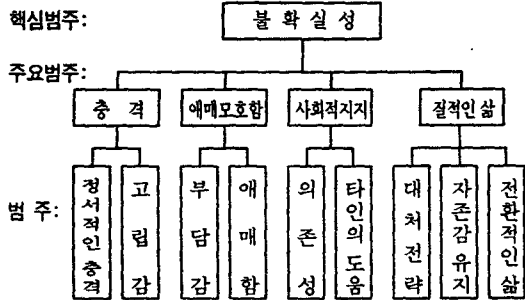 핵심범주: 불확실성
주요범주:
충격 애매모호함 사회적지지 질적인 삶
범주: 정서적인 충격 고립감 부담감 애매함 의존성 타인의 도움 대처전략 자존감 유지 전환적인 삶